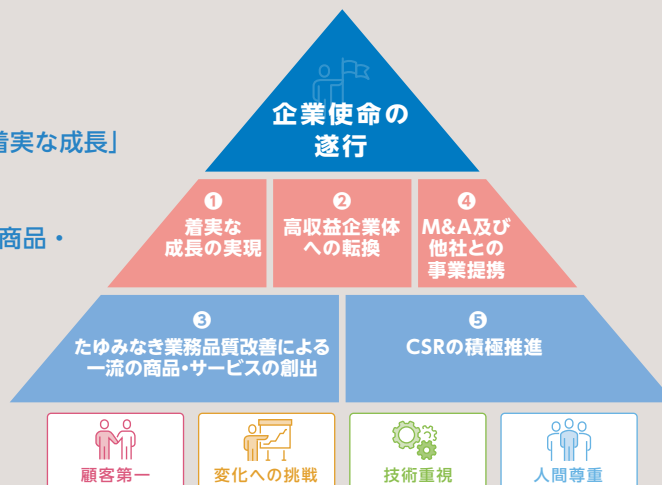 企業使命の
遂行
着実な成長」
商品・
❶
着実な
成長の実現
❷
高収益企業体
への転換
❹
M&A及び
他社との
事業提携
❸
たゆみなき業務品質改善による
一流の商品・サービスの創出
❺
CSRの積極推進
顧客第一
変化への挑戦
技術重視
人間尊重